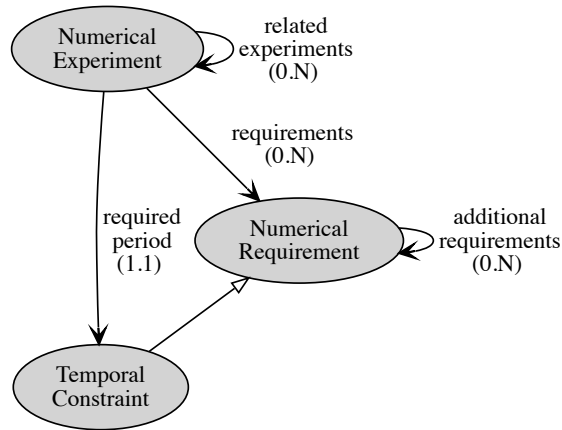 Numerical
Experiment
related
experiments
(0.N)
requirements
(0.N)
required
period
(1.1)
Numerical
Requirement
additional
requirements
(0.N)
Temporal
Constraint